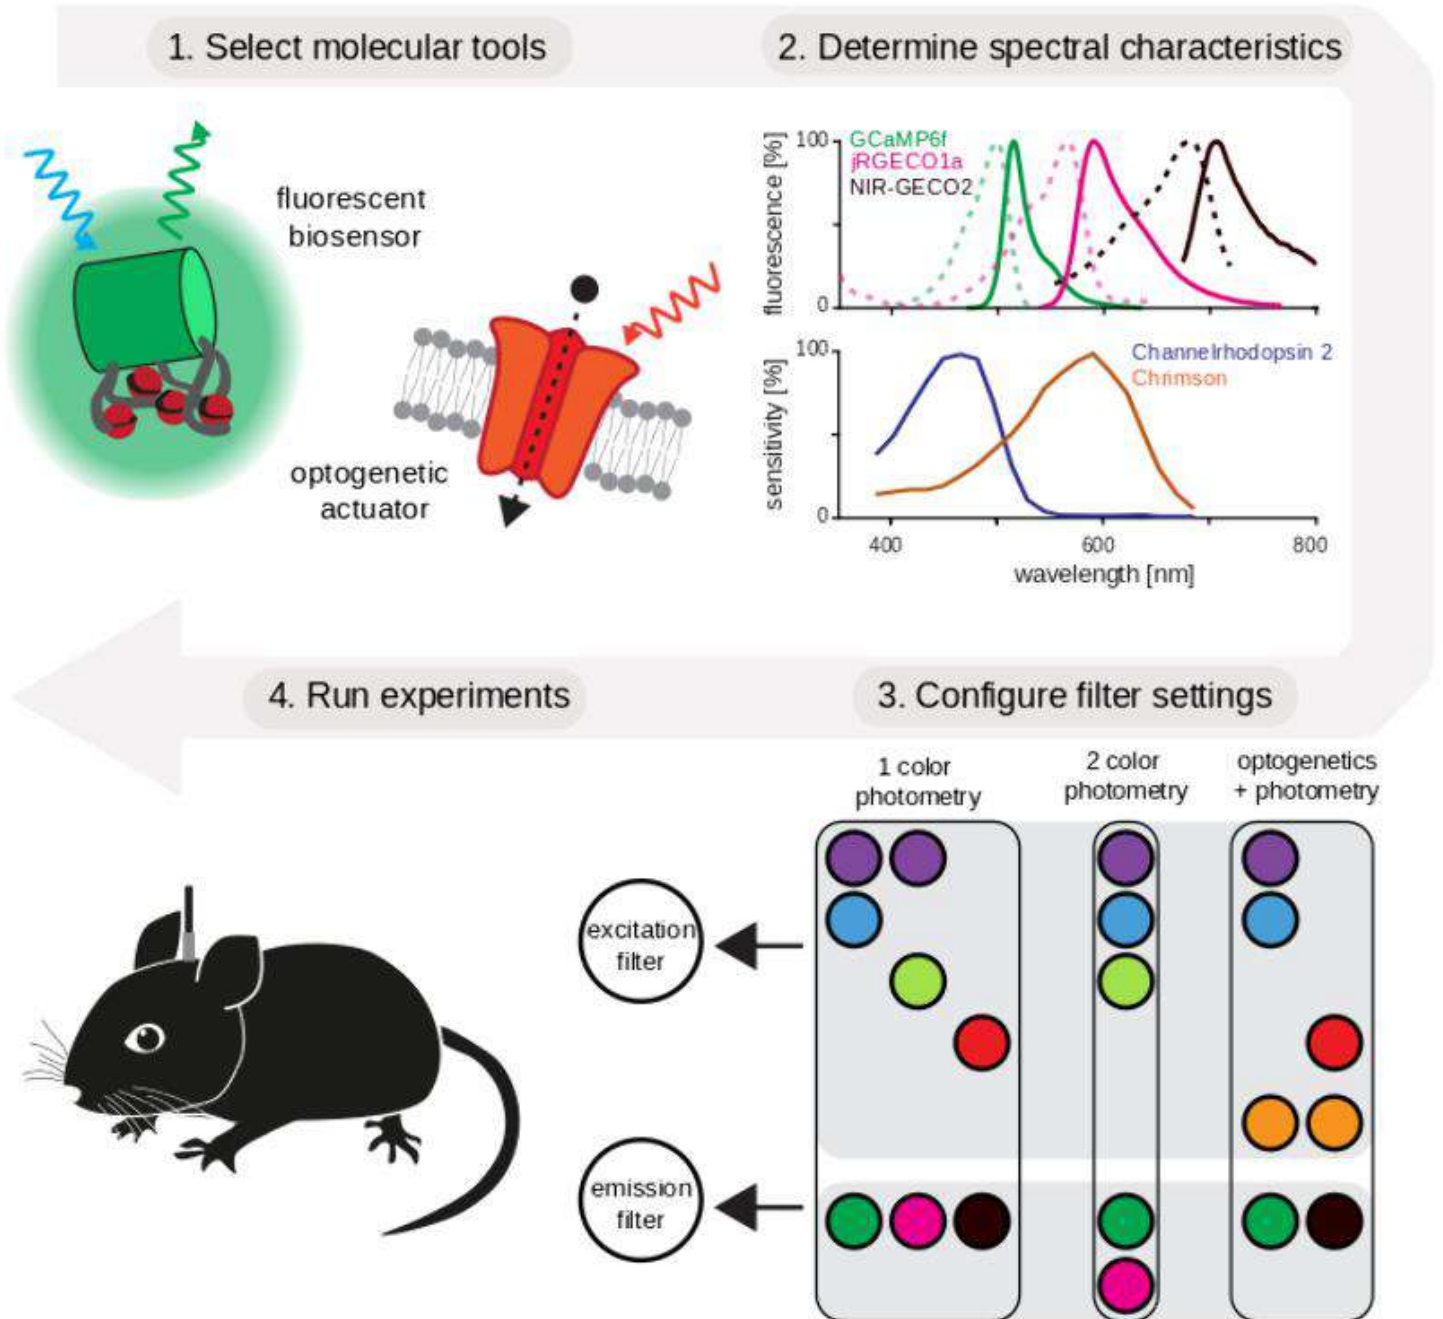 1. Select molecular tools
2. Determine spectral characteristics
fluorescent
biosensor
optogenetic
actuator
fluorescence [%]
100
0
GCaMP6f
jRGECO1a
NIR-GECO2
sensitivity [%]
100
0
Channelrhodopsin 2
Chrimson
400
600
800
wavelength [nm]
4. Run experiments
3. Configure filter settings
1 color
photometry
2 color
photometry
optogenetics
+ photometry
excitation
filter
emission
filter